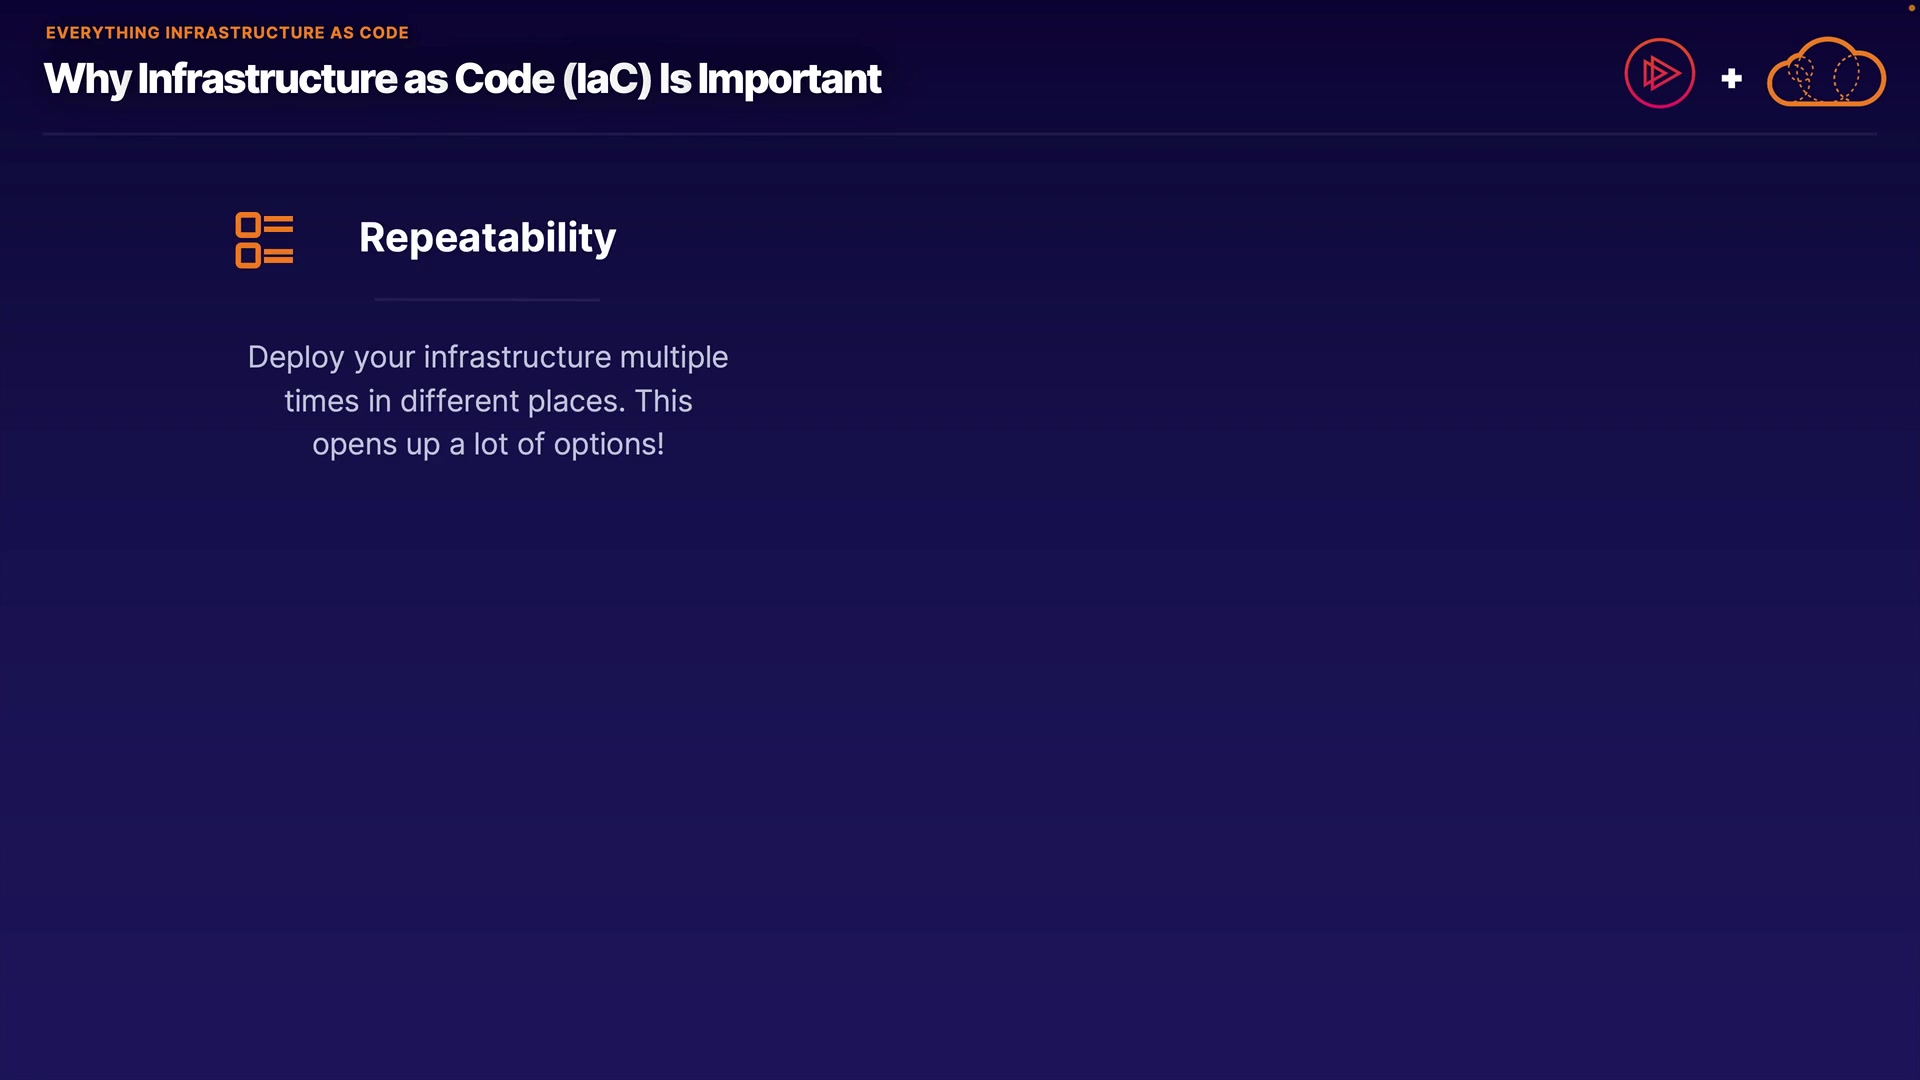 EVERYTHING INFRASTRUCTURE AS CODE
Why Infrastructure as Code (IaC) Is Important
+
Repeatability
Deploy your infrastructure multiple
times in different places. This
opens up a lot of options!